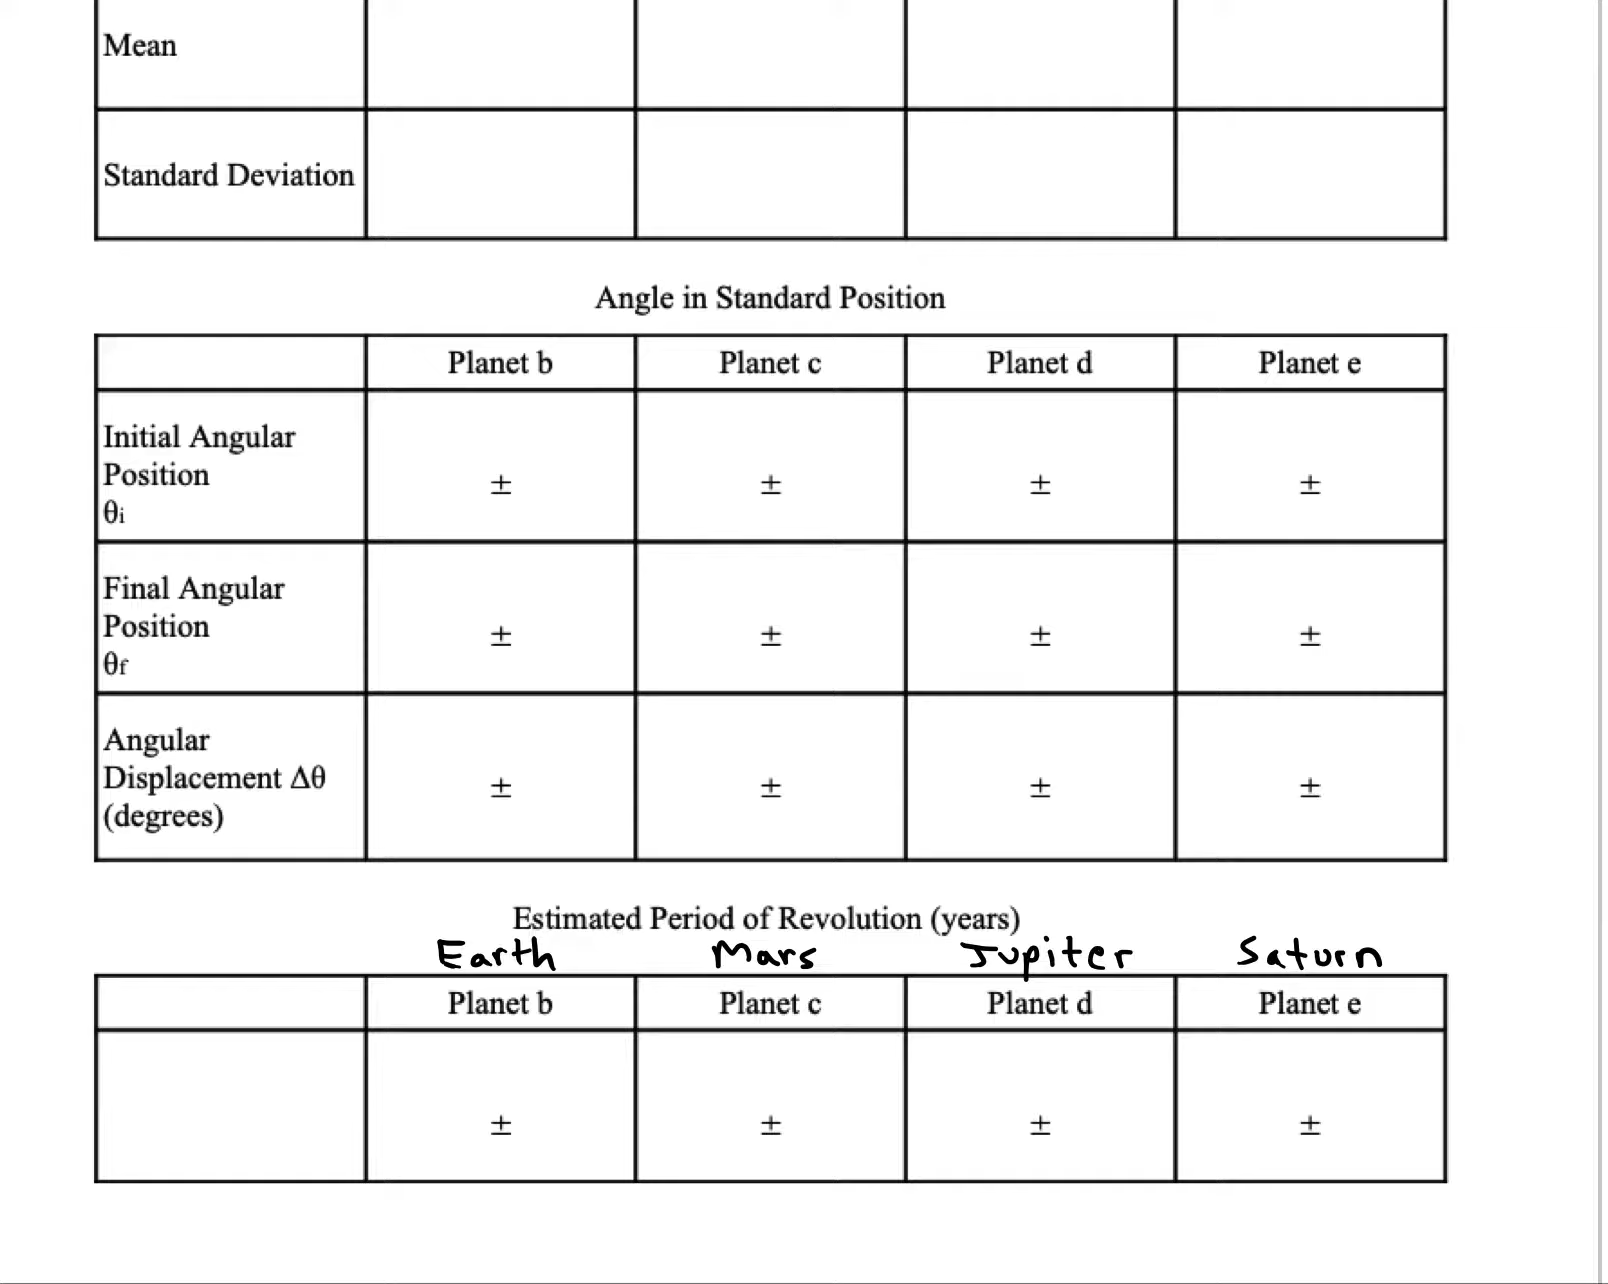 Mean
Standard Deviation
Angle in Standard Position
Planet b Planet c Planet d Planet e
Initial Angular
Position
θi
± ± ± ±
Final Angular
Position
θf
± ± ± ±
Angular
Displacement Δθ
(degrees)
± ± ± ±
Estimated Period of Revolution (years)
Earth Mars Jupiter Saturn
Planet b Planet c Planet d Planet e
± ± ± ±